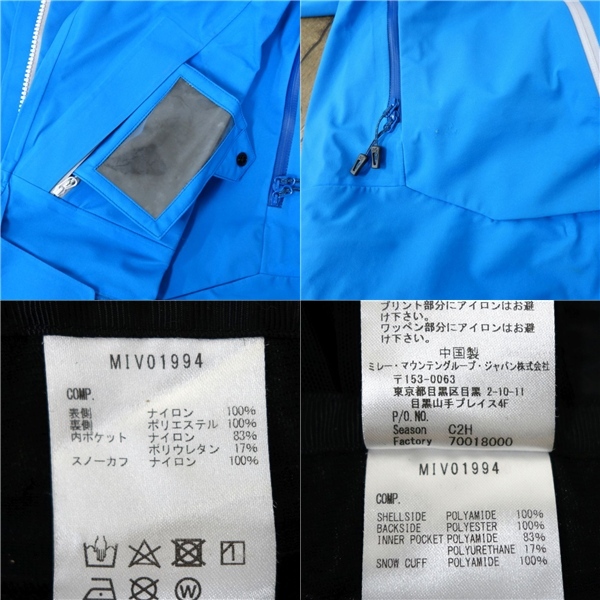 MIV01994
COMP.
表側 ナイロン 100%
裏側 ポリエステル 100%
内ポケット ナイロン 83%
ポリウレタン 17%
スノーカフ ナイロン 100%
プリント部分にアイロンはお避
け下さい。
ワッペン部分にアイロンはお避
け下さい。
中国製
ミレー・マウンテングループ・ジャパン株式会社
〒153-0063
東京都目黒区目黒 2-10-11
目黒山手プレイス4F
P/O.NO.
Season C2H
Factory 70018000
MIV01994
COMP.
SHELLSIDE POLYAMIDE 100%
BACKSIDE POLYESTER 100%
INNER POCKET POLYAMIDE 83%
POLYURETHANE 17%
SNOW CUFF POLYAMIDE 100%